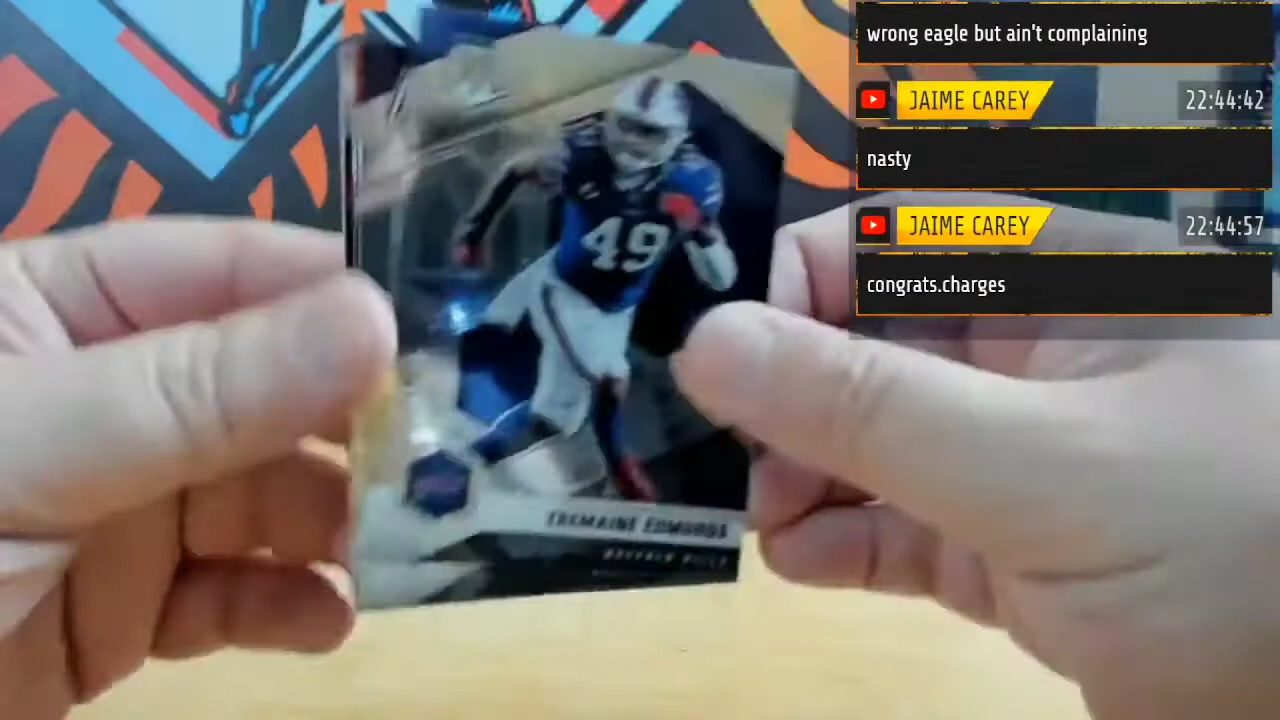 wrong eagle but ain't complaining
JAIME CAREY
22:44:42
nasty
JAIME CAREY
22:44:57
congrats.charges
49
TREMAINE EDMUNDS
BUFFALO BILLS